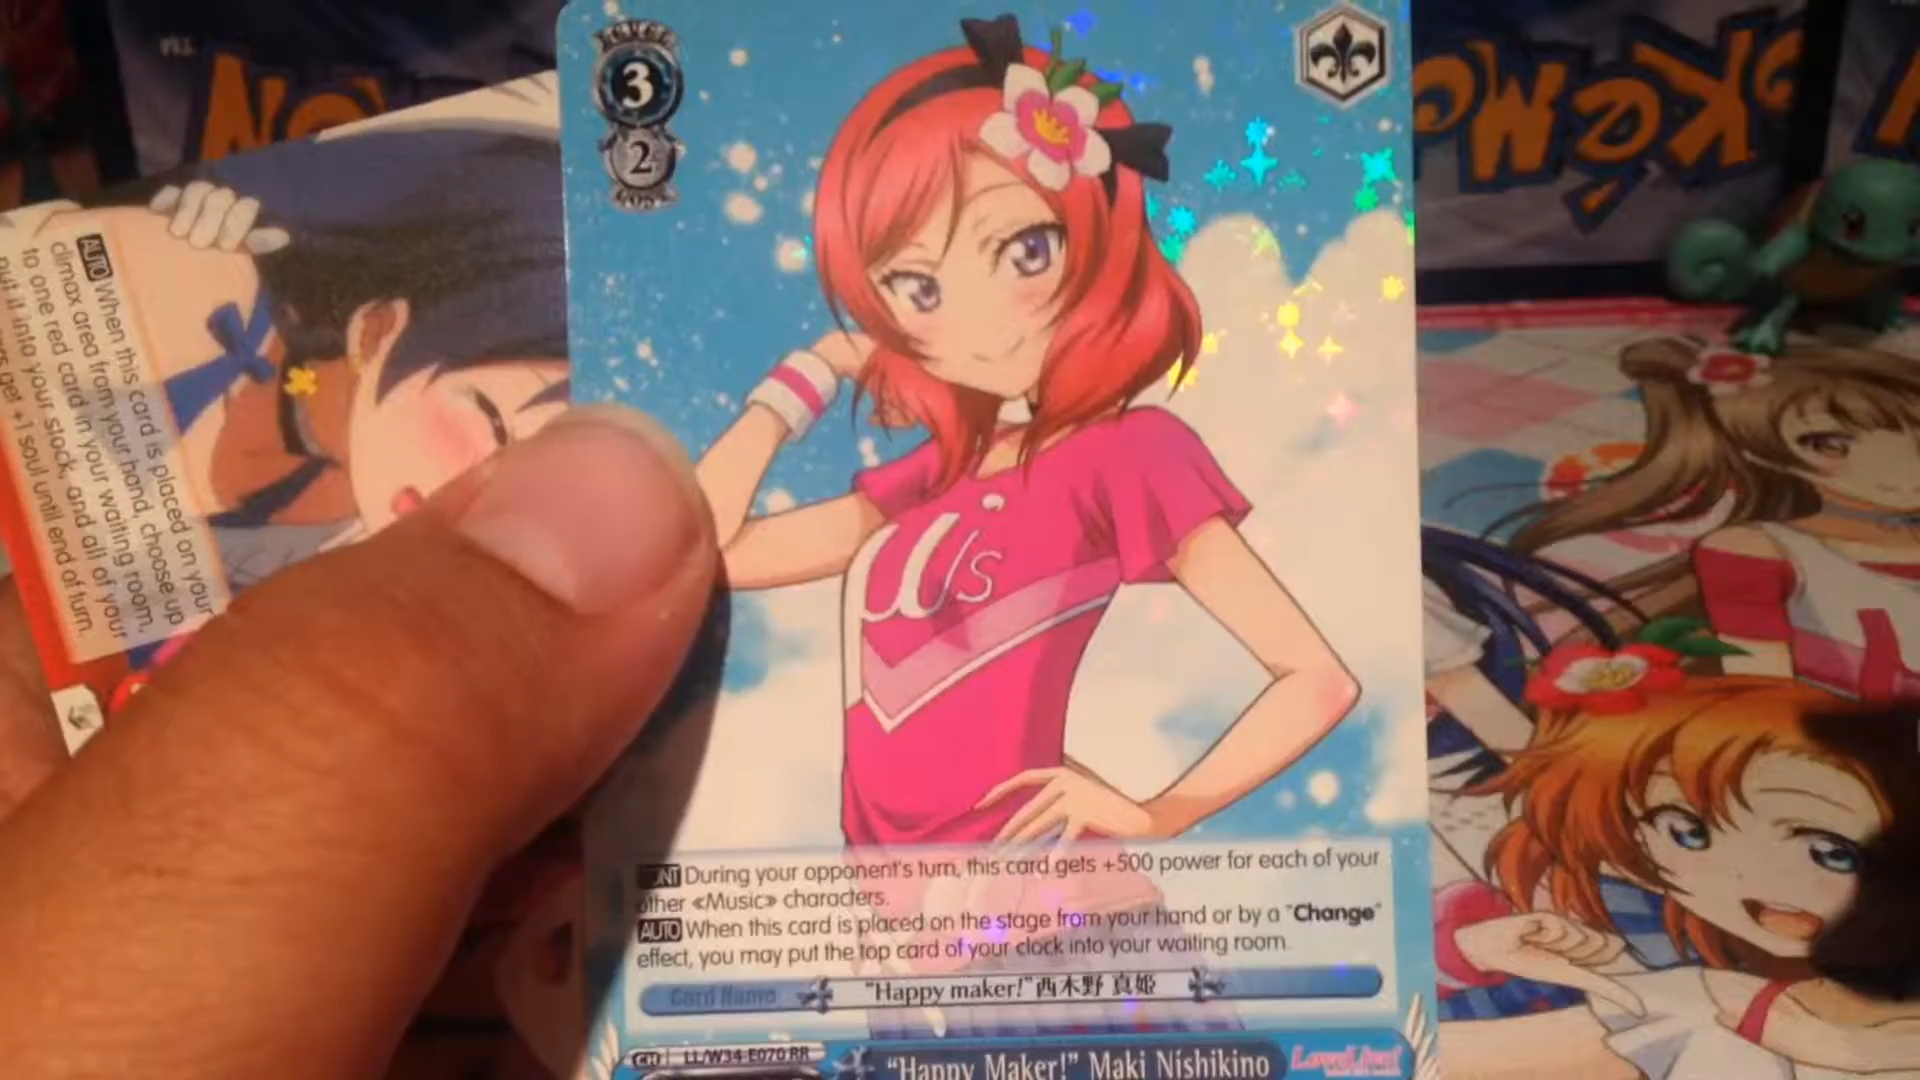 LEVEL
3
2
COST
AUTO When this card is placed on your
climax area from your hand, choose up
to one red card in your waiting room,
put it into your stock, and all of your
get +1 soul until end of turn.
μ's
CONT During your opponent's turn, this card gets +500 power for each of your
other «Music» characters.
AUTO When this card is placed on the stage from your hand or by a "Change"
effect, you may put the top card of your clock into your waiting room.
Card Name "Happy maker!" 西木野 真姫
CH LL/W34-E070 RR
"Happy Maker!" Maki Nishikino LoveLive!
POKéMON